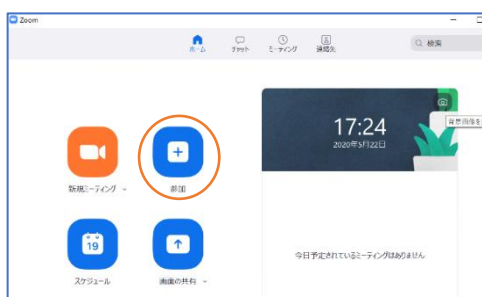 Zoom
ホーム
チャット
ミーティング
連絡先
検索
17:24
2020年5月22日
背景画像を
新規ミーティング
参加
19
スケジュール
画面の共有
今日予定されているミーティングはありません